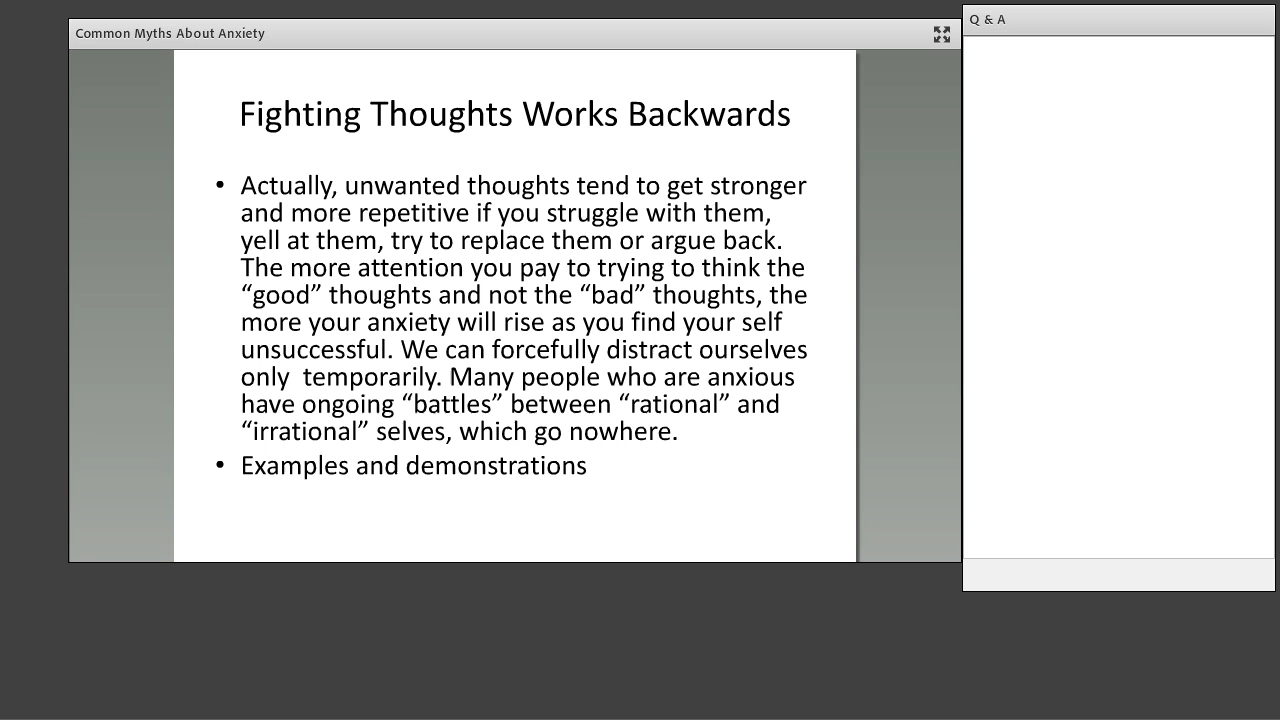 Common Myths About Anxiety
Q & A
Fighting Thoughts Works Backwards
• Actually, unwanted thoughts tend to get stronger
and more repetitive if you struggle with them,
yell at them, try to replace them or argue back.
The more attention you pay to trying to think the
“good” thoughts and not the “bad” thoughts, the
more your anxiety will rise as you find your self
unsuccessful. We can forcefully distract ourselves
only  temporarily. Many people who are anxious
have ongoing “battles” between “rational” and
“irrational” selves, which go nowhere.
• Examples and demonstrations